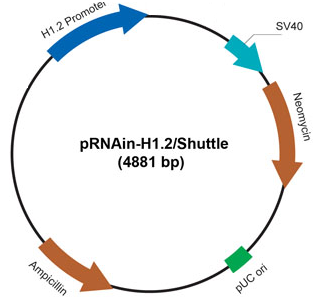 H1.2 Promoter
SV40
Neomycin
pRNAin-H1.2/Shuttle
(4881 bp)
Ampicillin
pUC ori